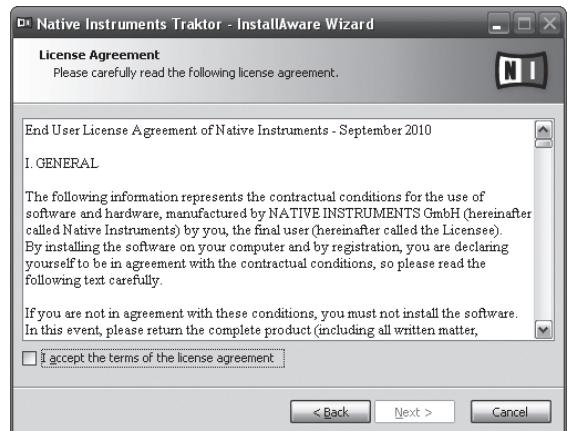 Native Instruments Traktor - InstallAware Wizard
License Agreement
Please carefully read the following license agreement.
N I
End User License Agreement of Native Instruments - September 2010
I. GENERAL
The following information represents the contractual conditions for the use of
software and hardware, manufactured by NATIVE INSTRUMENTS GmbH (hereinafter
called Native Instruments) by you, the final user (hereinafter called the Licensee).
By installing the software on your computer and by registration, you are declaring
yourself to be in agreement with the contractual conditions, so please read the
following text carefully.
If you are not in agreement with these conditions, you must not install the software.
In this event, please return the complete product (including all written matter,
I accept the terms of the license agreement
< Back Next > Cancel